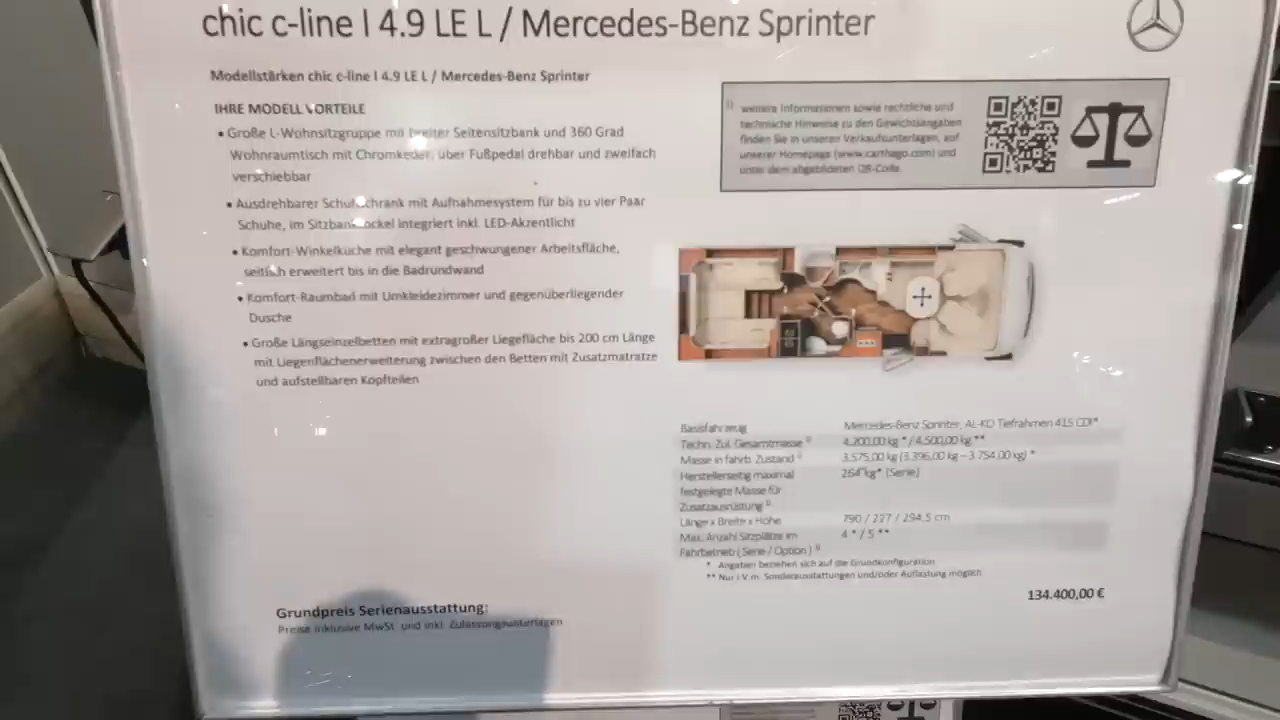 chic c-line I 4.9 LE L / Mercedes-Benz Sprinter
Modellstärken chic c-line I 4.9 LE L / Mercedes-Benz Sprinter
IHRE MODELL VORTEILE
• Große L-Wohnsitzgruppe mit breiter Seitensitzbank und 360 Grad
Wohnraumtisch mit Chromkeder, über Fußpedal drehbar und zweifach
verschiebbar
• Ausdrehbarer Schuhschrank mit Aufnahmesystem für bis zu vier Paar
Schuhe, im Sitzbanksockel integriert inkl. LED-Akzentlicht
• Komfort-Winkelküche mit elegant geschwungener Arbeitsfläche,
seitlich erweitert bis in die Badrundwand
• Komfort-Raumbad mit Umkleidezimmer und gegenüberliegender
Dusche
• Große Längseinzelbetten mit extragroßer Liegefläche bis 200 cm Länge
mit Liegenflächenerweiterung zwischen den Betten mit Zusatzmatratze
und aufstellbaren Kopfteilen
1) weitere Informationen sowie rechtliche und
technische Hinweise zu den Gewichtsangaben
finden Sie in unseren Verkaufsunterlagen, auf
unserer Homepage (www.carthago.com) und
unter dem abgebildeten QR-Code.
Basisfahrzeug Mercedes-Benz Sprinter, AL-KO Tiefrahmen 415 CDI*
Techn. Zul. Gesamtmasse 1) 4.200,00 kg * / 4.500,00 kg **
Masse in fahrb. Zustand 1) 3.575,00 kg (3.396,00 kg – 3.754,00 kg) *
Herstellerseitig maximal 264 kg* (Serie)
festgelegte Masse für
Zusatzausrüstung 1)
Länge x Breite x Höhe 790 / 227 / 294,5 cm
Max. Anzahl Sitzplätze im 4 * / 5 **
Fahrbetrieb ( Serie / Option ) 1)
* Angaben beziehen sich auf die Grundkonfiguration
** Nur i.V.m. Sonderausstattungen und/oder Auflastung möglich
134.400,00 €
Grundpreis Serienausstattung:
Preise inklusive MwSt. und inkl. Zulassungsunterlagen